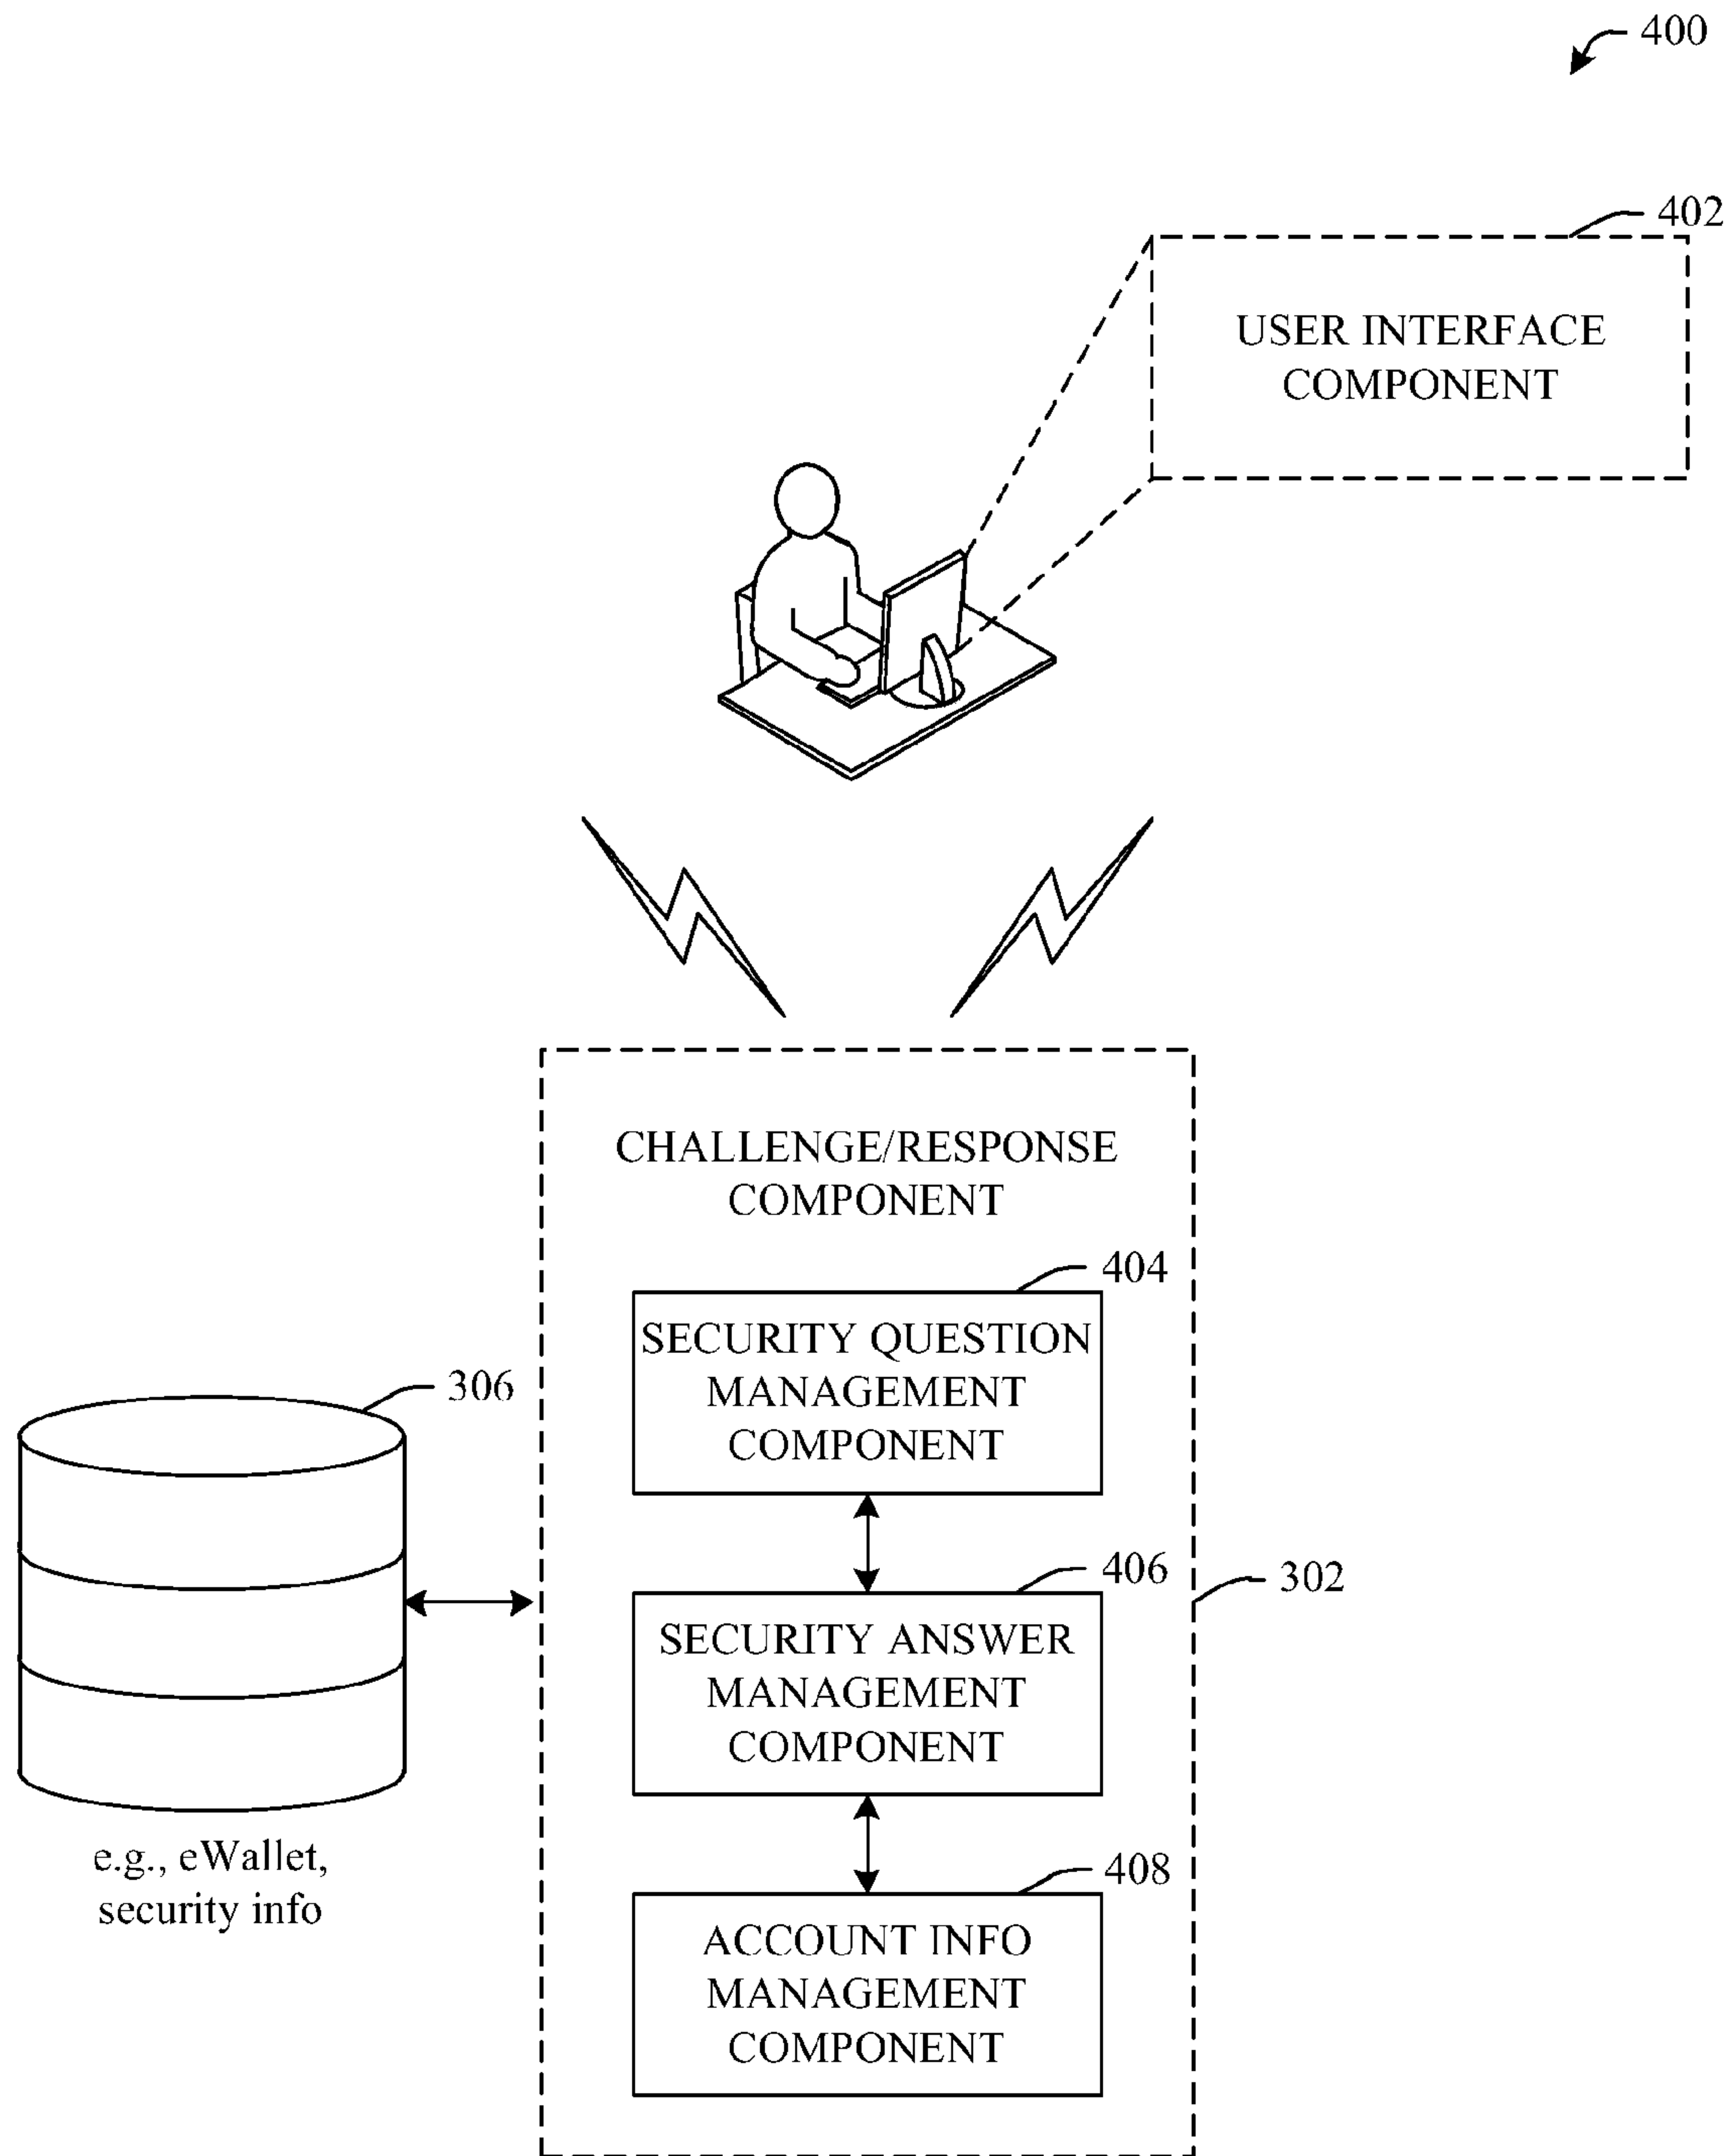 400
402
USER INTERFACE
COMPONENT
CHALLENGE/RESPONSE
COMPONENT
404
SECURITY QUESTION
MANAGEMENT
COMPONENT
306
406
302
SECURITY ANSWER
MANAGEMENT
COMPONENT
e.g., eWallet,
security info
408
ACCOUNT INFO
MANAGEMENT
COMPONENT